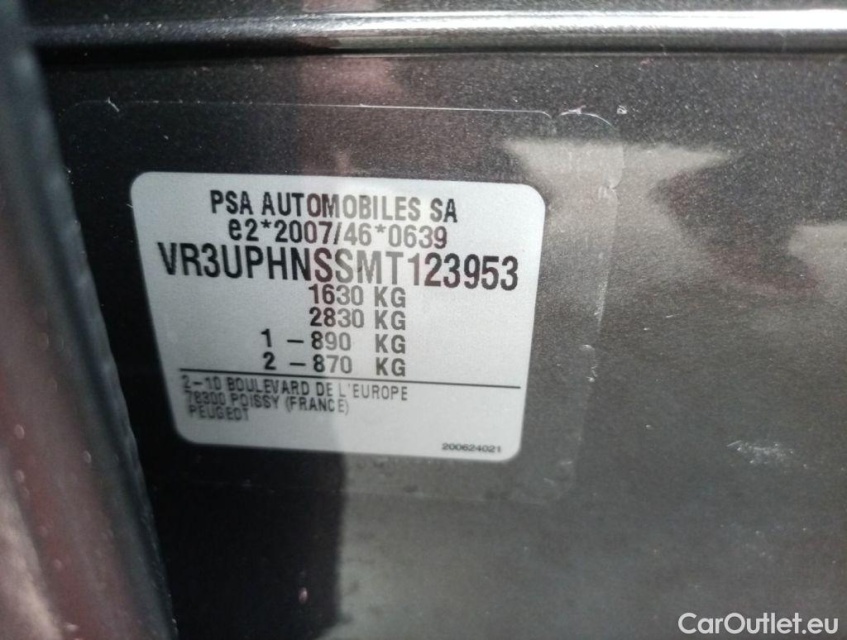 PSA AUTOMOBILES SA
e2*2007/46*0639
VR3UPHNSSMT123953
1630 KG
2830 KG
1 - 890 KG
2 - 870 KG
2-10 BOULEVARD DE L'EUROPE
78300 POISSY (FRANCE)
PEUGEOT
200624021
CarOutlet.eu